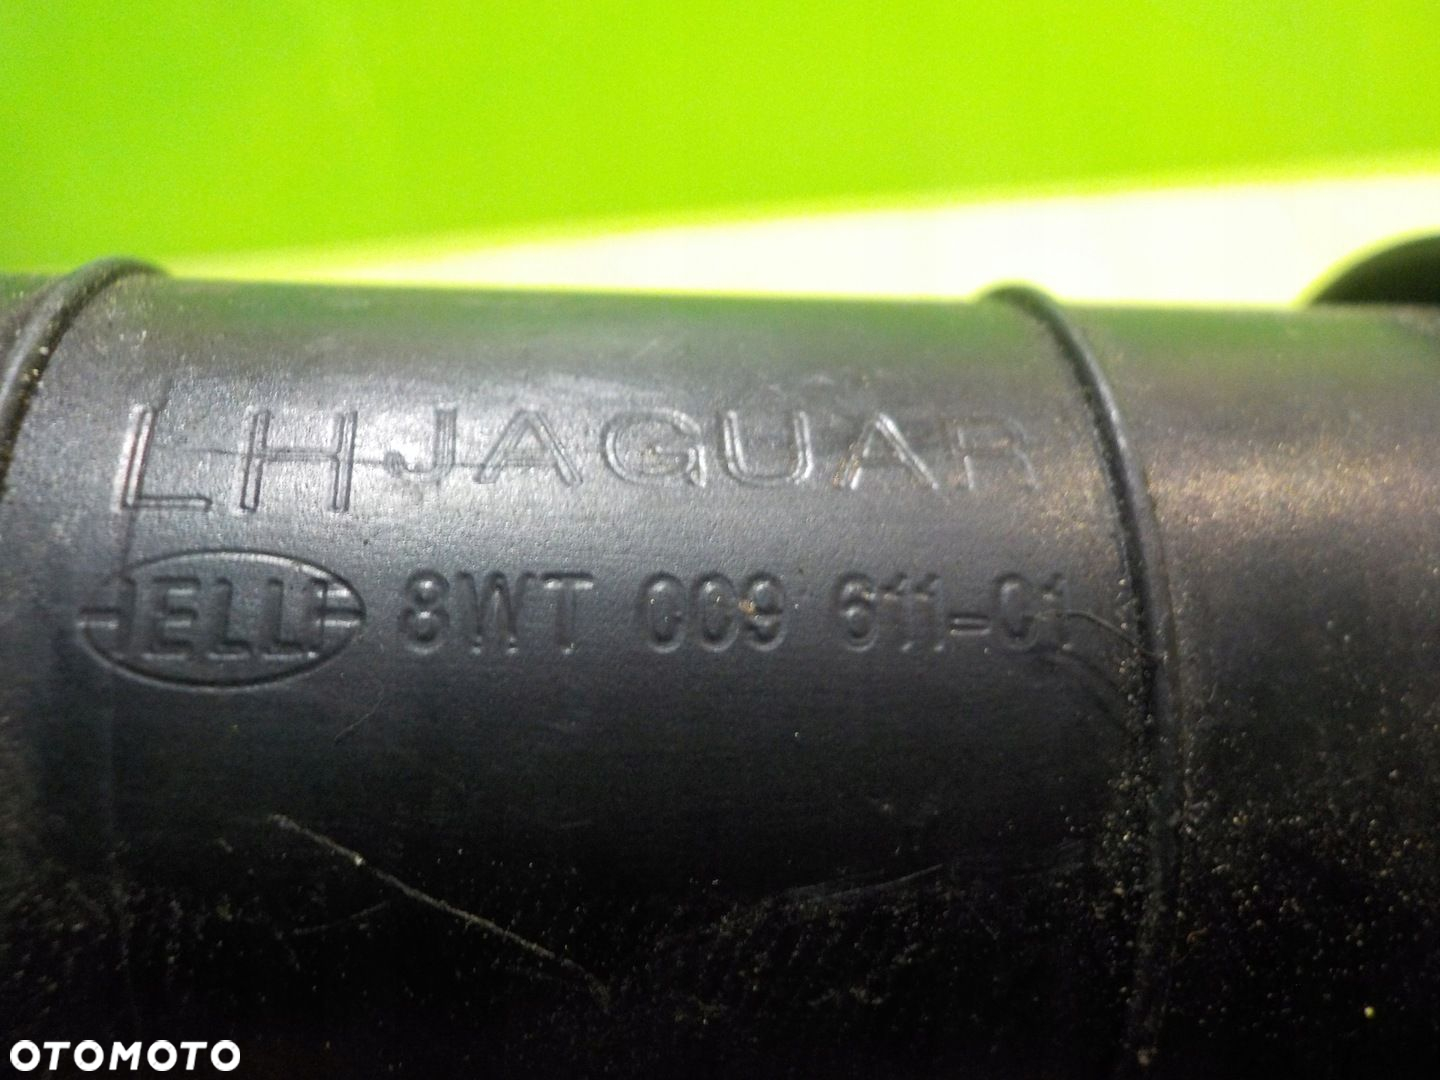 LH JAGUAR
HELLA 8WT 009 611-01
OTOMOTO